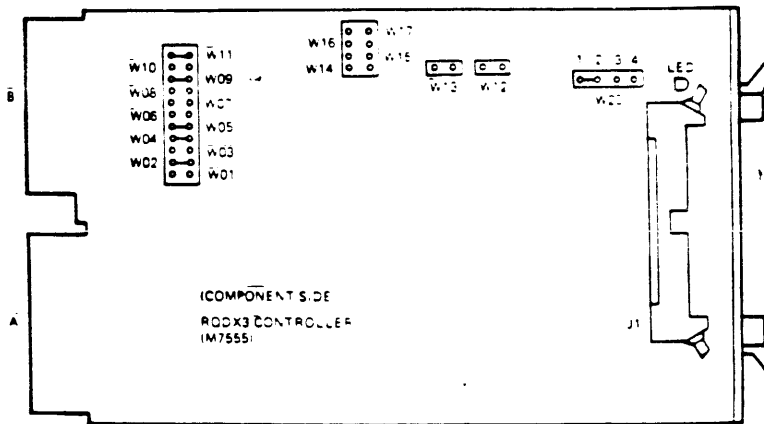 W17
W16
W15
W14
W11
W10
W09
W08
W07
W06
W05
W04
W03
W02
W01
W13 W12
1 2 3 4
W23
LED
B
A
J1
(COMPONENT SIDE
RQDX3 CONTROLLER
(M7555)